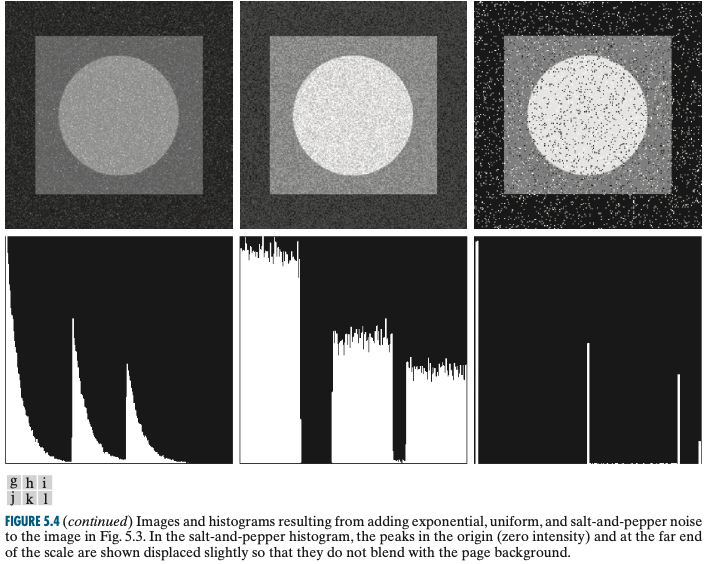 g h i
j k l
FIGURE 5.4 (continued) Images and histograms resulting from adding exponential, uniform, and salt-and-pepper noise
to the image in Fig. 5.3. In the salt-and-pepper histogram, the peaks in the origin (zero intensity) and at the far end
of the scale are shown displaced slightly so that they do not blend with the page background.